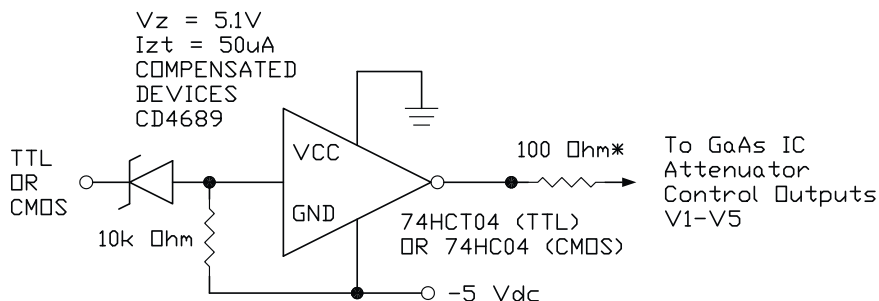 Vz = 5.1V
Izt = 50uA
COMPENSATED
DEVICES
CD4689
TTL
OR
CMOS
10k Ohm
VCC
GND
74HCT04 (TTL)
OR 74HC04 (CMOS)
-5 Vdc
100 Ohm*
To GaAs IC
Attenuator
Control Outputs
V1-V5